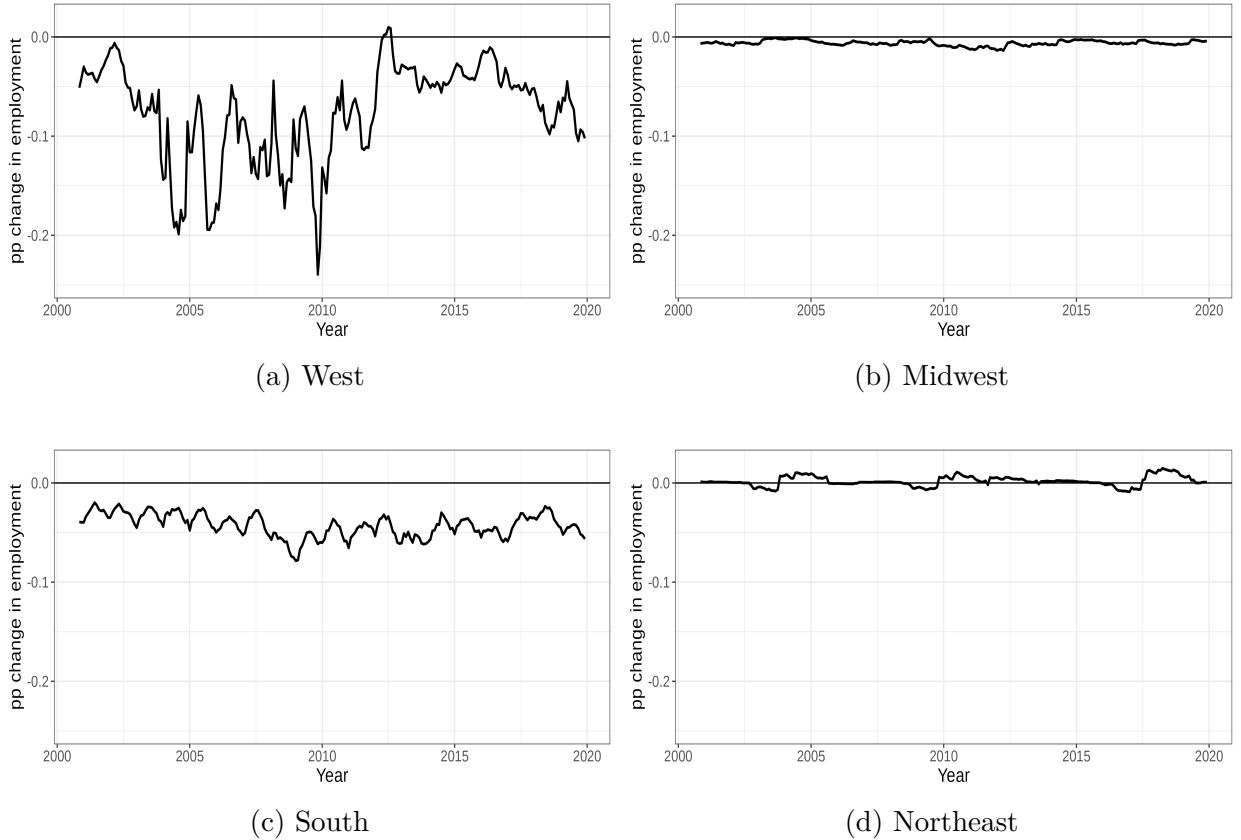 pp change in employment
0.0
-0.1
-0.2
2000 2005 2010 2015 2020
Year
(a) West
pp change in employment
0.0
-0.1
-0.2
2000 2005 2010 2015 2020
Year
(b) Midwest
pp change in employment
0.0
-0.1
-0.2
2000 2005 2010 2015 2020
Year
(c) South
pp change in employment
0.0
-0.1
-0.2
2000 2005 2010 2015 2020
Year
(d) Northeast